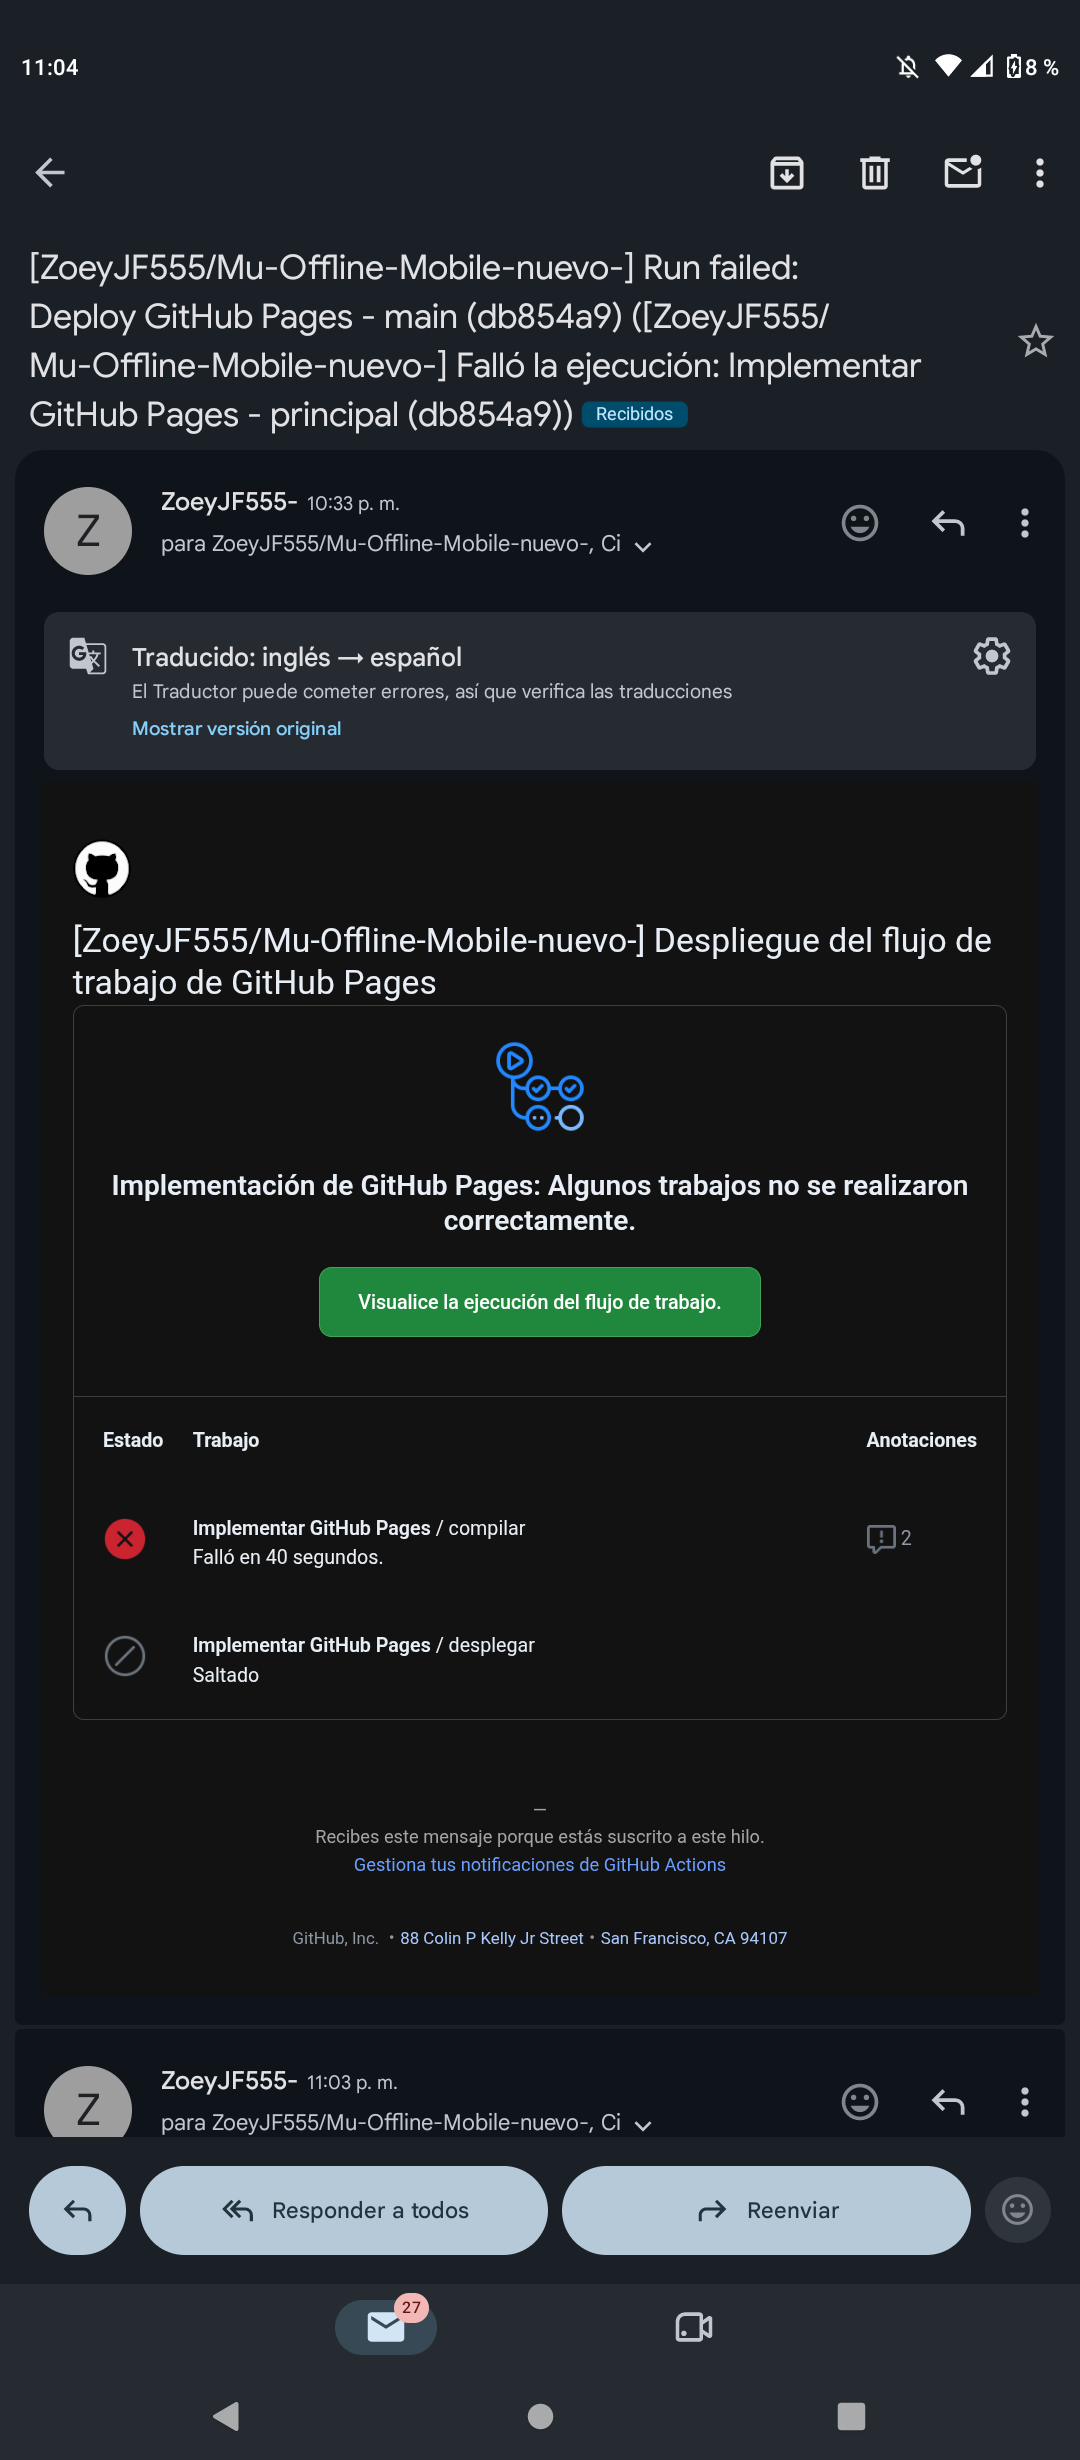 11:04
8 %
[ZoeyJF555/Mu-Offline-Mobile-nuevo-] Run failed:
Deploy GitHub Pages - main (db854a9) ([ZoeyJF555/
Mu-Offline-Mobile-nuevo-] Falló la ejecución: Implementar
GitHub Pages - principal (db854a9)) Recibidos
Z
ZoeyJF555- 10:33 p. m.
para ZoeyJF555/Mu-Offline-Mobile-nuevo-, Ci
Traducido: inglés → español
El Traductor puede cometer errores, así que verifica las traducciones
Mostrar versión original
[ZoeyJF555/Mu-Offline-Mobile-nuevo-] Despliegue del flujo de
trabajo de GitHub Pages
Implementación de GitHub Pages: Algunos trabajos no se realizaron
correctamente.
Visualice la ejecución del flujo de trabajo.
Estado Trabajo Anotaciones
Implementar GitHub Pages / compilar
Falló en 40 segundos.
2
Implementar GitHub Pages / desplegar
Saltado
—
Recibes este mensaje porque estás suscrito a este hilo.
Gestiona tus notificaciones de GitHub Actions
GitHub, Inc. • 88 Colin P Kelly Jr Street • San Francisco, CA 94107
Z
ZoeyJF555- 11:03 p. m.
para ZoeyJF555/Mu-Offline-Mobile-nuevo-, Ci
Responder a todos
Reenviar
27